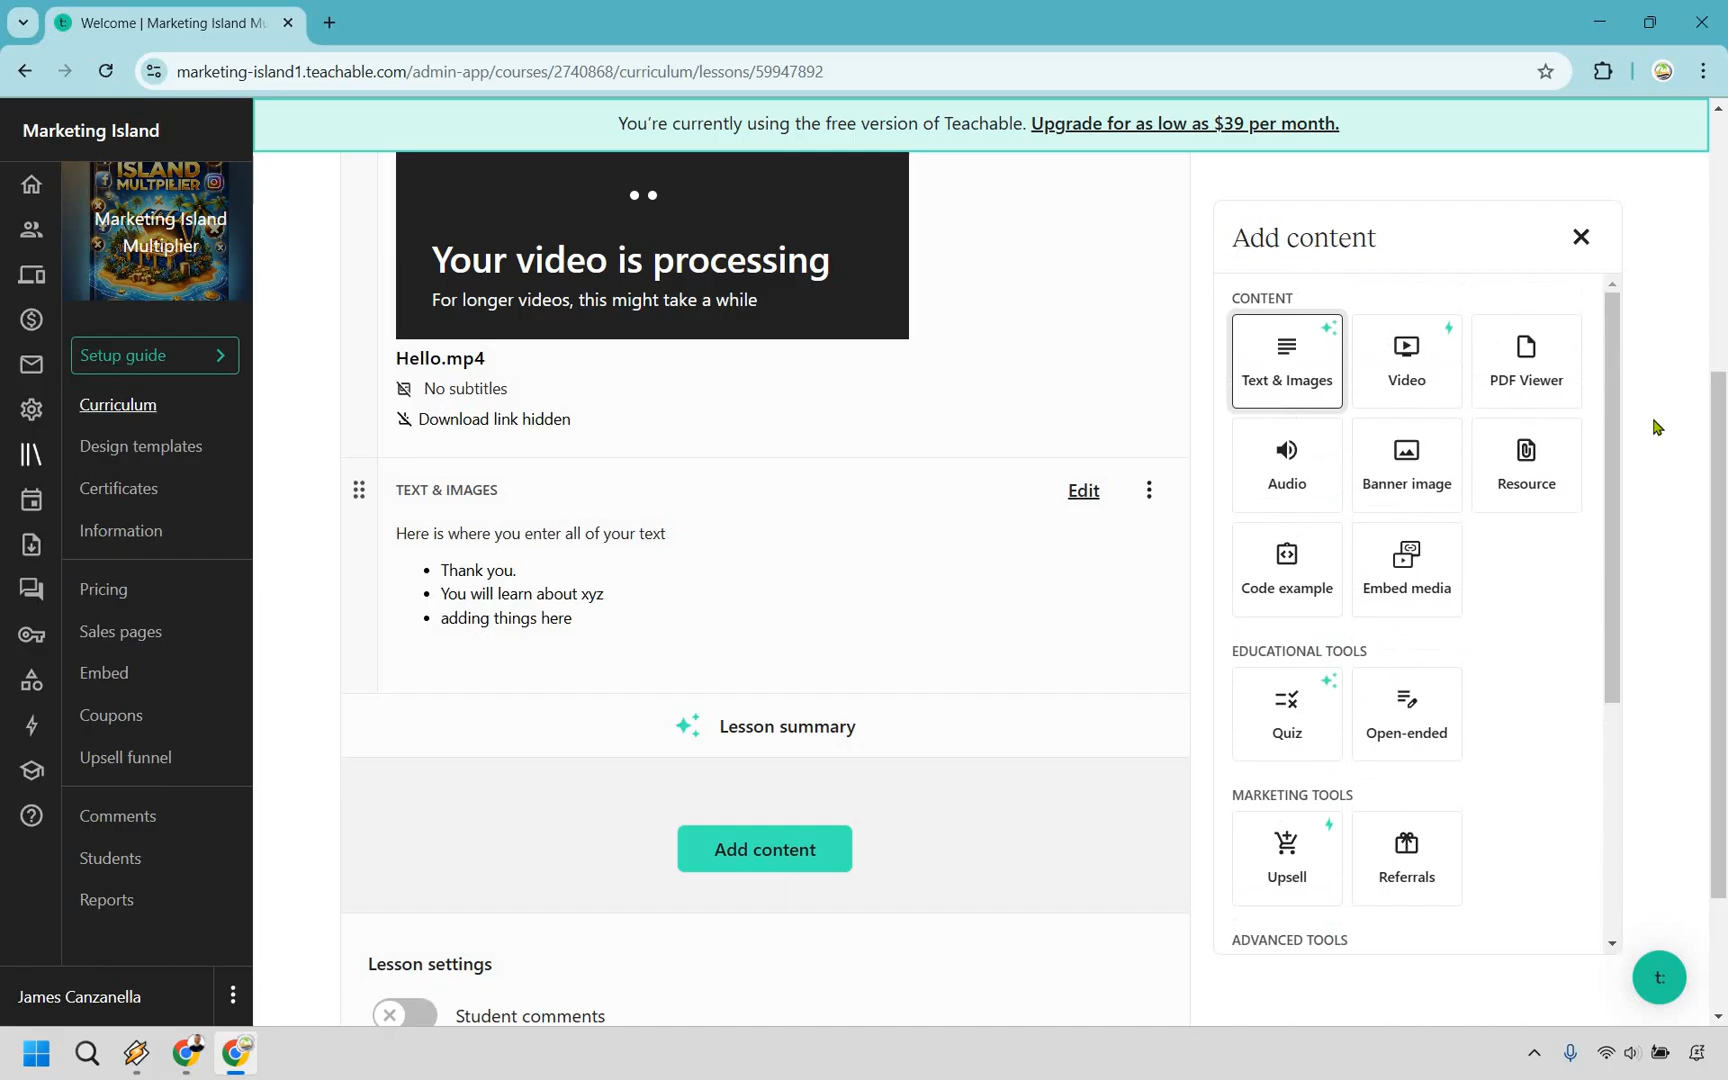 Welcome | Marketing Island Mu
marketing-island1.teachable.com/admin-app/courses/2740868/curriculum/lessons/59947892
Marketing Island
You're currently using the free version of Teachable. Upgrade for as low as $39 per month.
ISLAND
MULTIPLIER
Marketing Island
Multiplier
Setup guide
Curriculum
Design templates
Certificates
Information
Pricing
Sales pages
Embed
Coupons
Upsell funnel
Comments
Students
Reports
James Canzanella
Your video is processing
For longer videos, this might take a while
Hello.mp4
No subtitles
Download link hidden
TEXT & IMAGES
Edit
Here is where you enter all of your text
• Thank you.
• You will learn about xyz
• adding things here
Lesson summary
Add content
Lesson settings
Student comments
Add content
CONTENT
Text & Images
Video
PDF Viewer
Audio
Banner image
Resource
Code example
Embed media
EDUCATIONAL TOOLS
Quiz
Open-ended
MARKETING TOOLS
Upsell
Referrals
ADVANCED TOOLS
t: